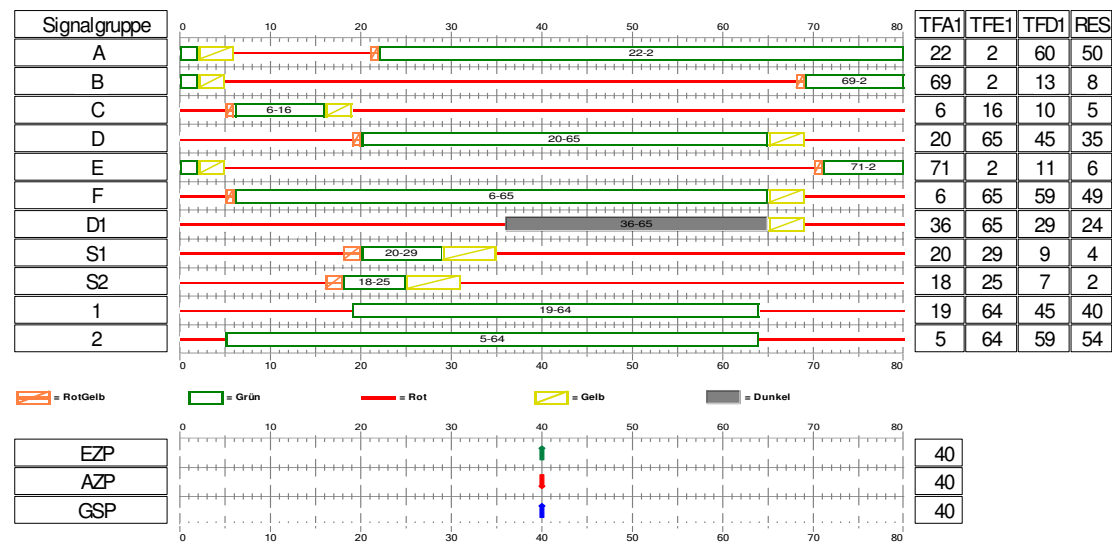 Signalgruppe 0 10 20 30 40 50 60 70 80 TFA1 TFE1 TFD1 RES
A 22-2 22 2 60 50
B 69-2 69 2 13 8
C 6-16 6 16 10 5
D 20-65 20 65 45 35
E 71-2 71 2 11 6
F 6-65 6 65 59 49
D1 36-65 36 65 29 24
S1 20-29 20 29 9 4
S2 18-25 18 25 7 2
1 19-64 19 64 45 40
2 5-64 5 64 59 54
0 10 20 30 40 50 60 70 80
= RotGelb = Grün = Rot = Gelb = Dunkel
0 10 20 30 40 50 60 70 80
EZP 40
AZP 40
GSP 40
0 10 20 30 40 50 60 70 80